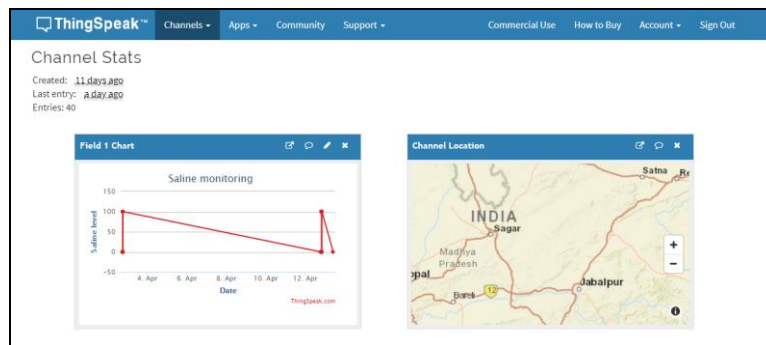 ThingSpeak™ Channels Apps Community Support Commercial Use How to Buy Account Sign Out
Channel Stats
Created: 11 days ago
Last entry: a day ago
Entries: 40
Field 1 Chart
Saline monitoring
Saline level
150
100
50
0
-50
4. Apr 6. Apr 8. Apr 10. Apr 12. Apr
Date
ThingSpeak.com
Channel Location
Satna
INDIA
Sagar
Madhya
Pradesh
opal
Jabalpur
12
+
−